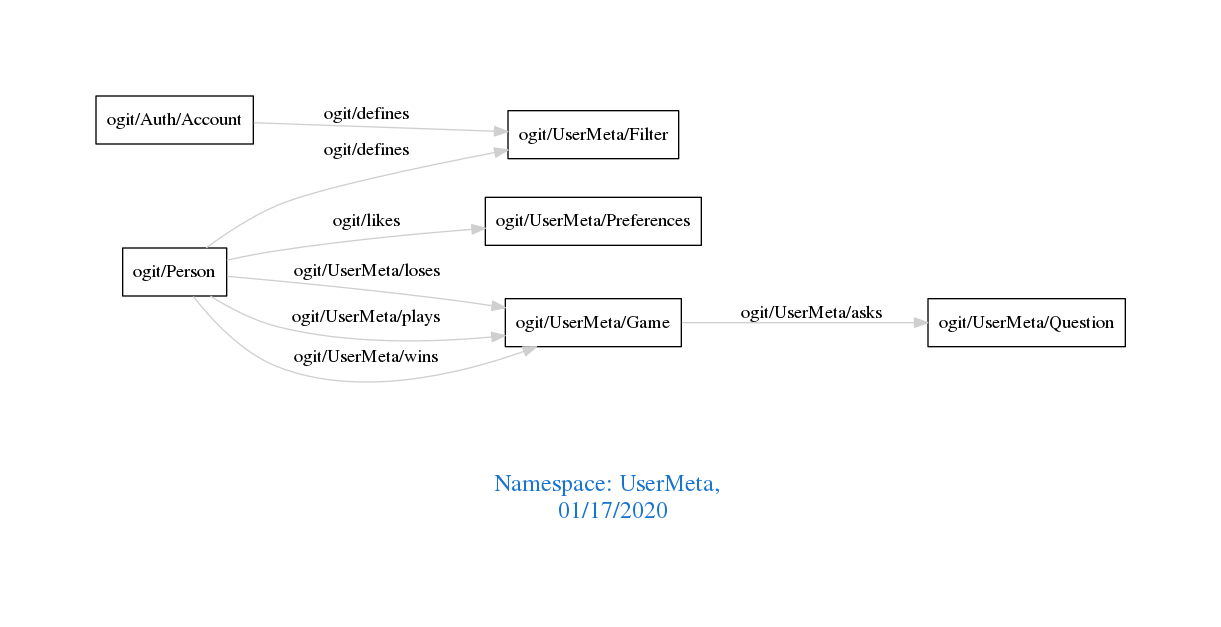 ogit/Auth/Account
ogit/defines
ogit/UserMeta/Filter
ogit/defines
ogit/likes
ogit/UserMeta/Preferences
ogit/Person
ogit/UserMeta/loses
ogit/UserMeta/plays
ogit/UserMeta/Game
ogit/UserMeta/asks
ogit/UserMeta/Question
ogit/UserMeta/wins
Namespace: UserMeta,
01/17/2020